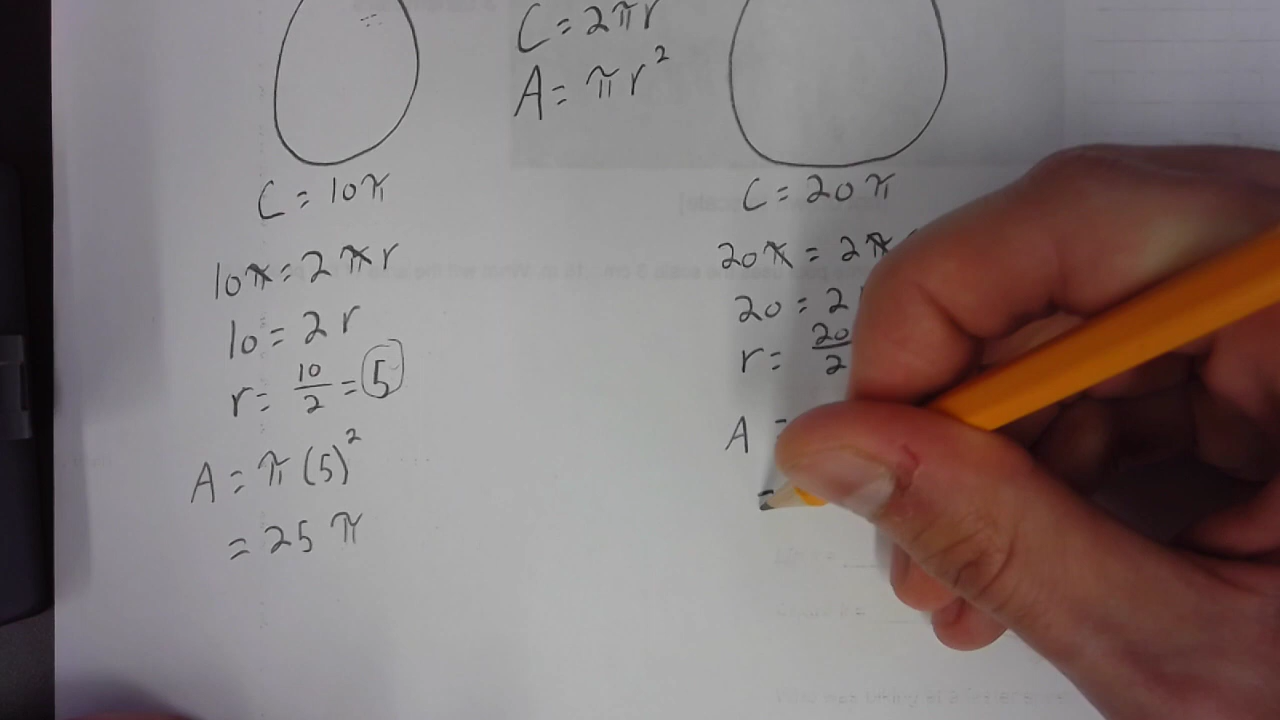 C = 2πr
A = πr²
C = 10π
10π = 2πr
10 = 2r
r = 10/2 = 5
A = π(5)²
= 25π
C = 20π
20π = 2π
20 = 2
r = 20/2
A =
=